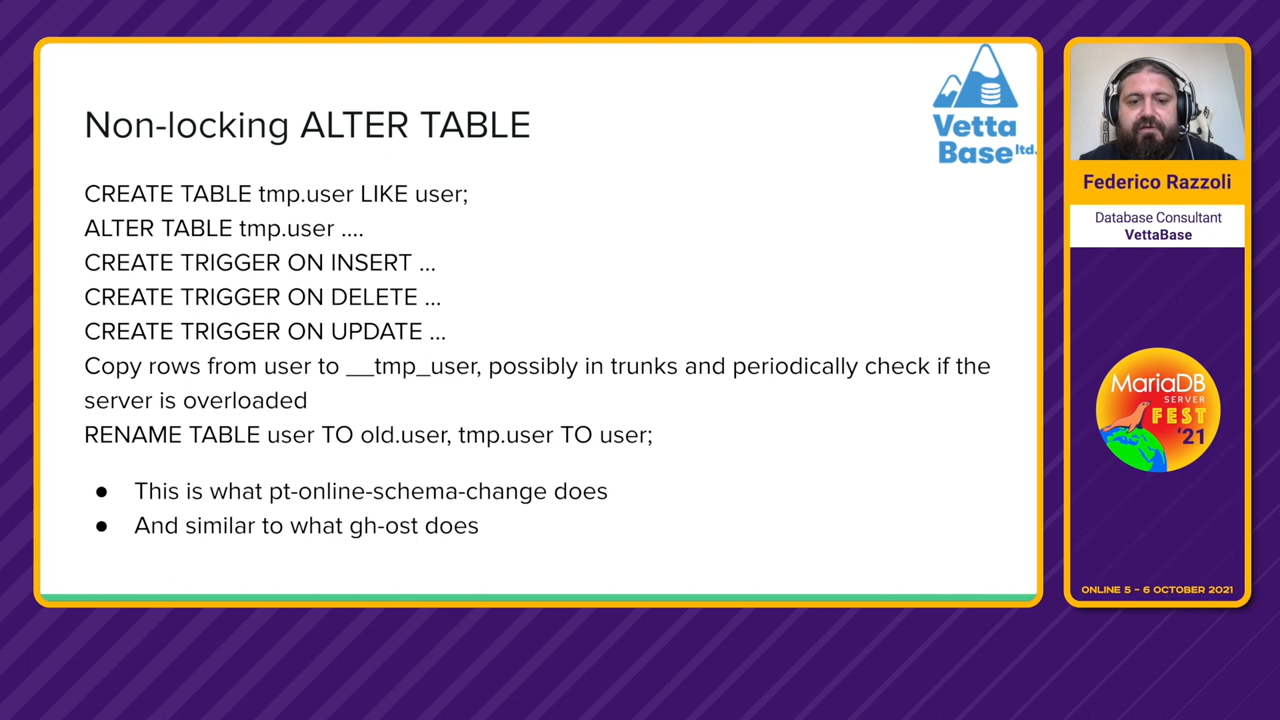 Non-locking ALTER TABLE
CREATE TABLE tmp.user LIKE user;
ALTER TABLE tmp.user ....
CREATE TRIGGER ON INSERT ...
CREATE TRIGGER ON DELETE ...
CREATE TRIGGER ON UPDATE ...
Copy rows from user to __tmp_user, possibly in trunks and periodically check if the
server is overloaded
RENAME TABLE user TO old.user, tmp.user TO user;
● This is what pt-online-schema-change does
● And similar to what gh-ost does
Vetta
Base ltd.
Federico Razzoli
Database Consultant
VettaBase
MariaDB
SERVER
FEST
'21
ONLINE 5 – 6 OCTOBER 2021